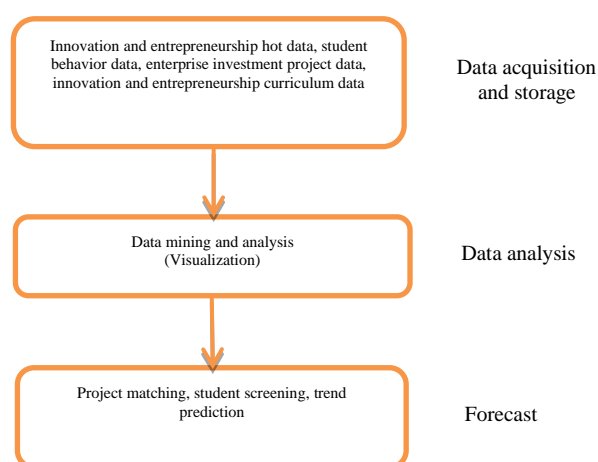 Innovation and entrepreneurship hot data, student
behavior data, enterprise investment project data,
innovation and entrepreneurship curriculum data
Data acquisition
and storage
Data mining and analysis
(Visualization)
Data analysis
Project matching, student screening, trend
prediction
Forecast